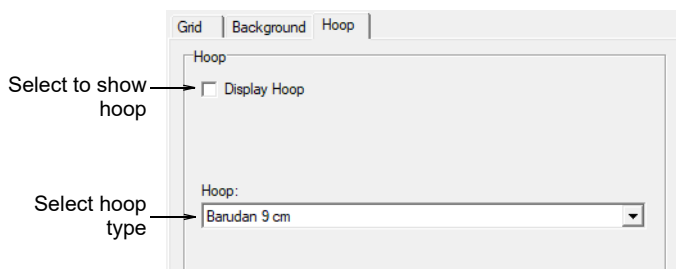 Grid Background Hoop
Hoop
Select to show
hoop
Display Hoop
Hoop:
Select hoop
type
Barudan 9 cm